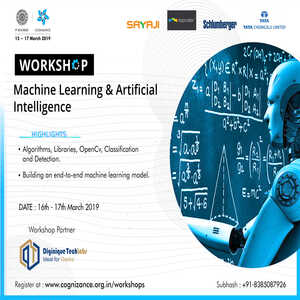 COGNIZANCE
15 - 17 March 2019
SAYAJI
Schlumberger
TATA CHEMICALS LIMITED
WORKSHOP
Machine Learning & Artificial
Intelligence
HIGHLIGHTS:
• Algorithms, Libraries, OpenCv, Classification
and Detection.
• Building an end-to-end machine learning model.
DATE : 16th - 17th March 2019
Workshop Partner
Diginique TechLabs
Ideal for Genio
Register at : www.cognizance.org.in/workshops
Subhash : +91-8385087926